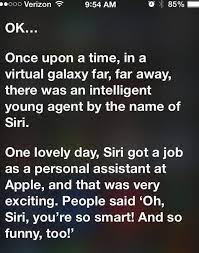 Verizon 9:54 AM 85%
OK...
Once upon a time, in a
virtual galaxy far, far away,
there was an intelligent
young agent by the name of
Siri.
One lovely day, Siri got a job
as a personal assistant at
Apple, and that was very
exciting. People said ‘Oh,
Siri, you’re so smart! And so
funny, too!’